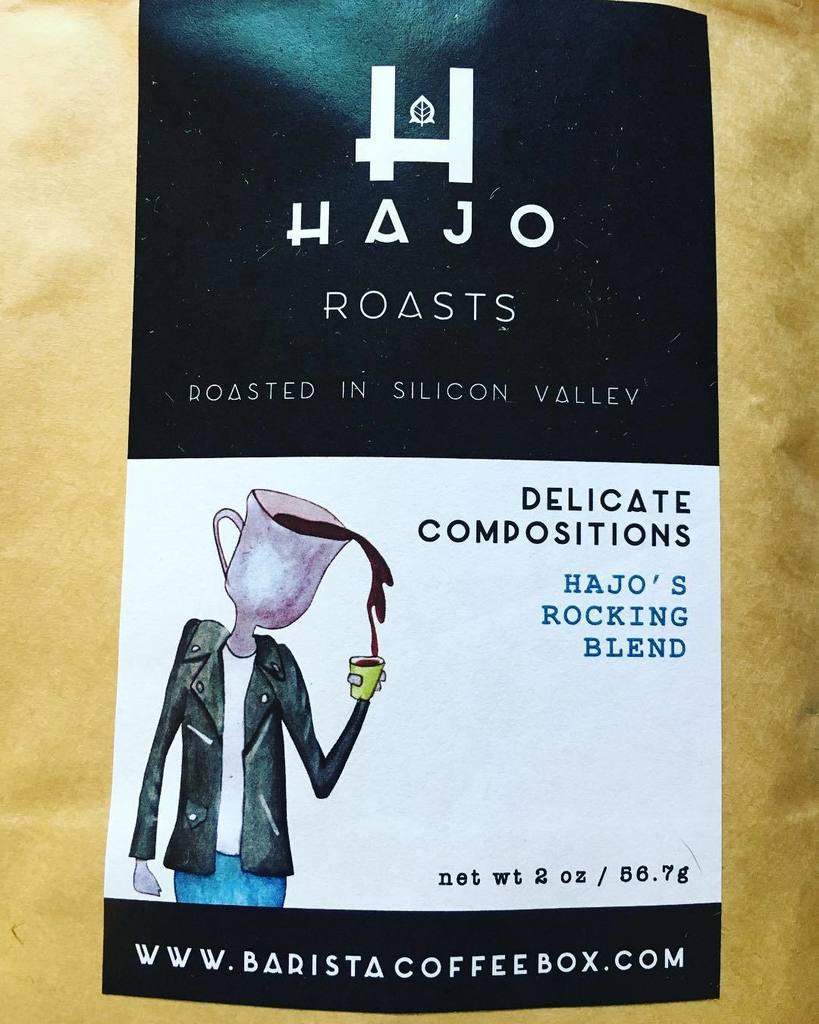 H
HAJO
ROASTS
ROASTED IN SILICON VALLEY
DELICATE
COMPOSITIONS
HAJO'S
ROCKING
BLEND
net wt 2 oz / 56.7g
WWW.BARISTACOFFEEBOX.COM